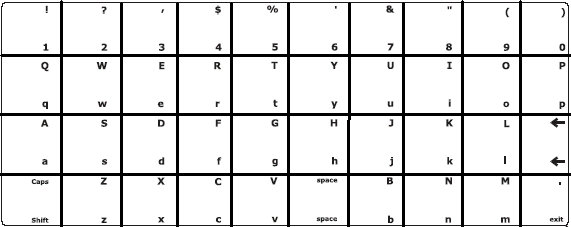 ! ? , $ % ' & " ( )
1 2 3 4 5 6 7 8 9 0
Q W E R T Y U I O P
q w e r t y u i o p
A S D F G H J K L ←
a s d f g h j k l ←
Caps Z X C V space B N M .
Shift z x c v space b n m exit